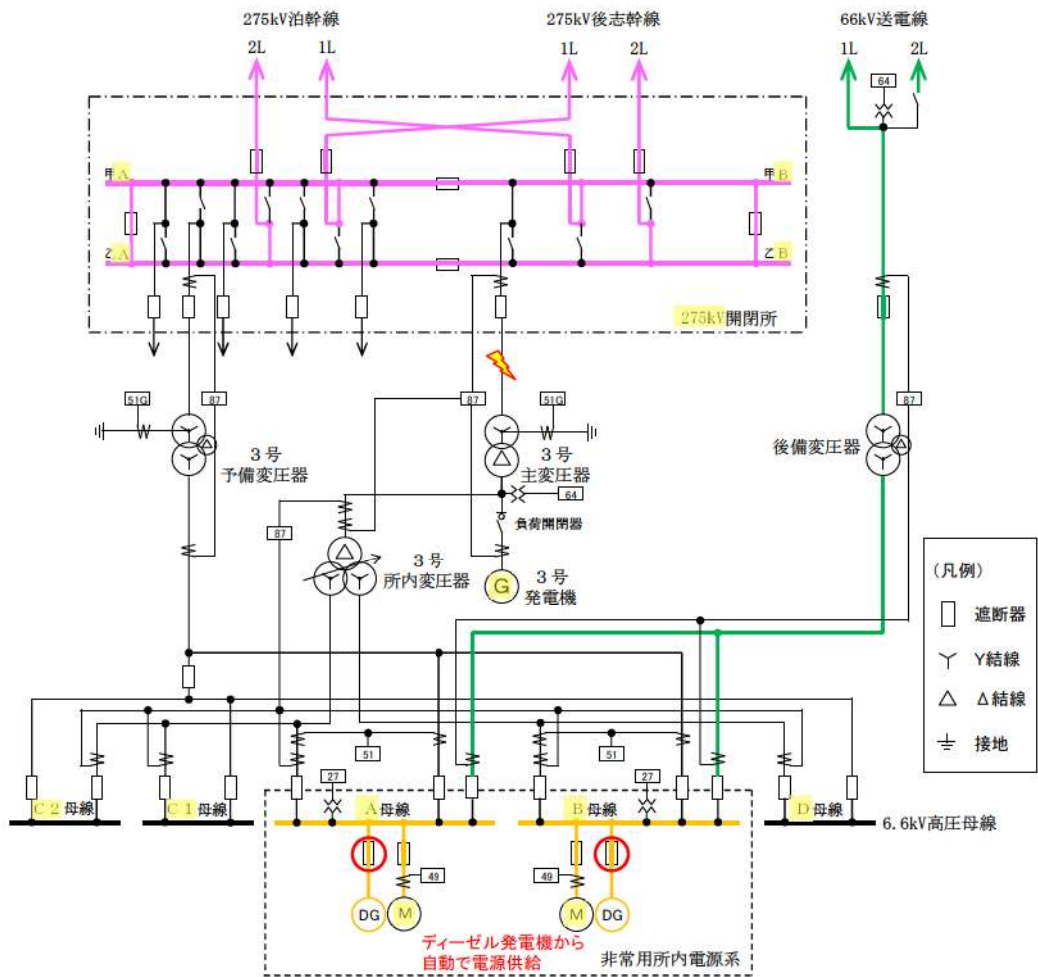 275kV泊幹線
275kV後志幹線
66kV送電線
2L
1L
1L
2L
1L
2L
64
甲A
甲B
乙A
乙B
275kV開閉所
51G
87
87
51G
87
3号
予備変圧器
3号
主変圧器
後備変圧器
64
87
負荷開閉器
3号
所内変圧器
G
3号
発電機
(凡例)
遮断器
Y結線
Δ結線
接地
51
51
27
27
C2母線
C1母線
A母線
B母線
D母線
6.6kV高圧母線
49
49
DG
M
M
DG
ディーゼル発電機から
自動で電源供給
非常用所内電源系